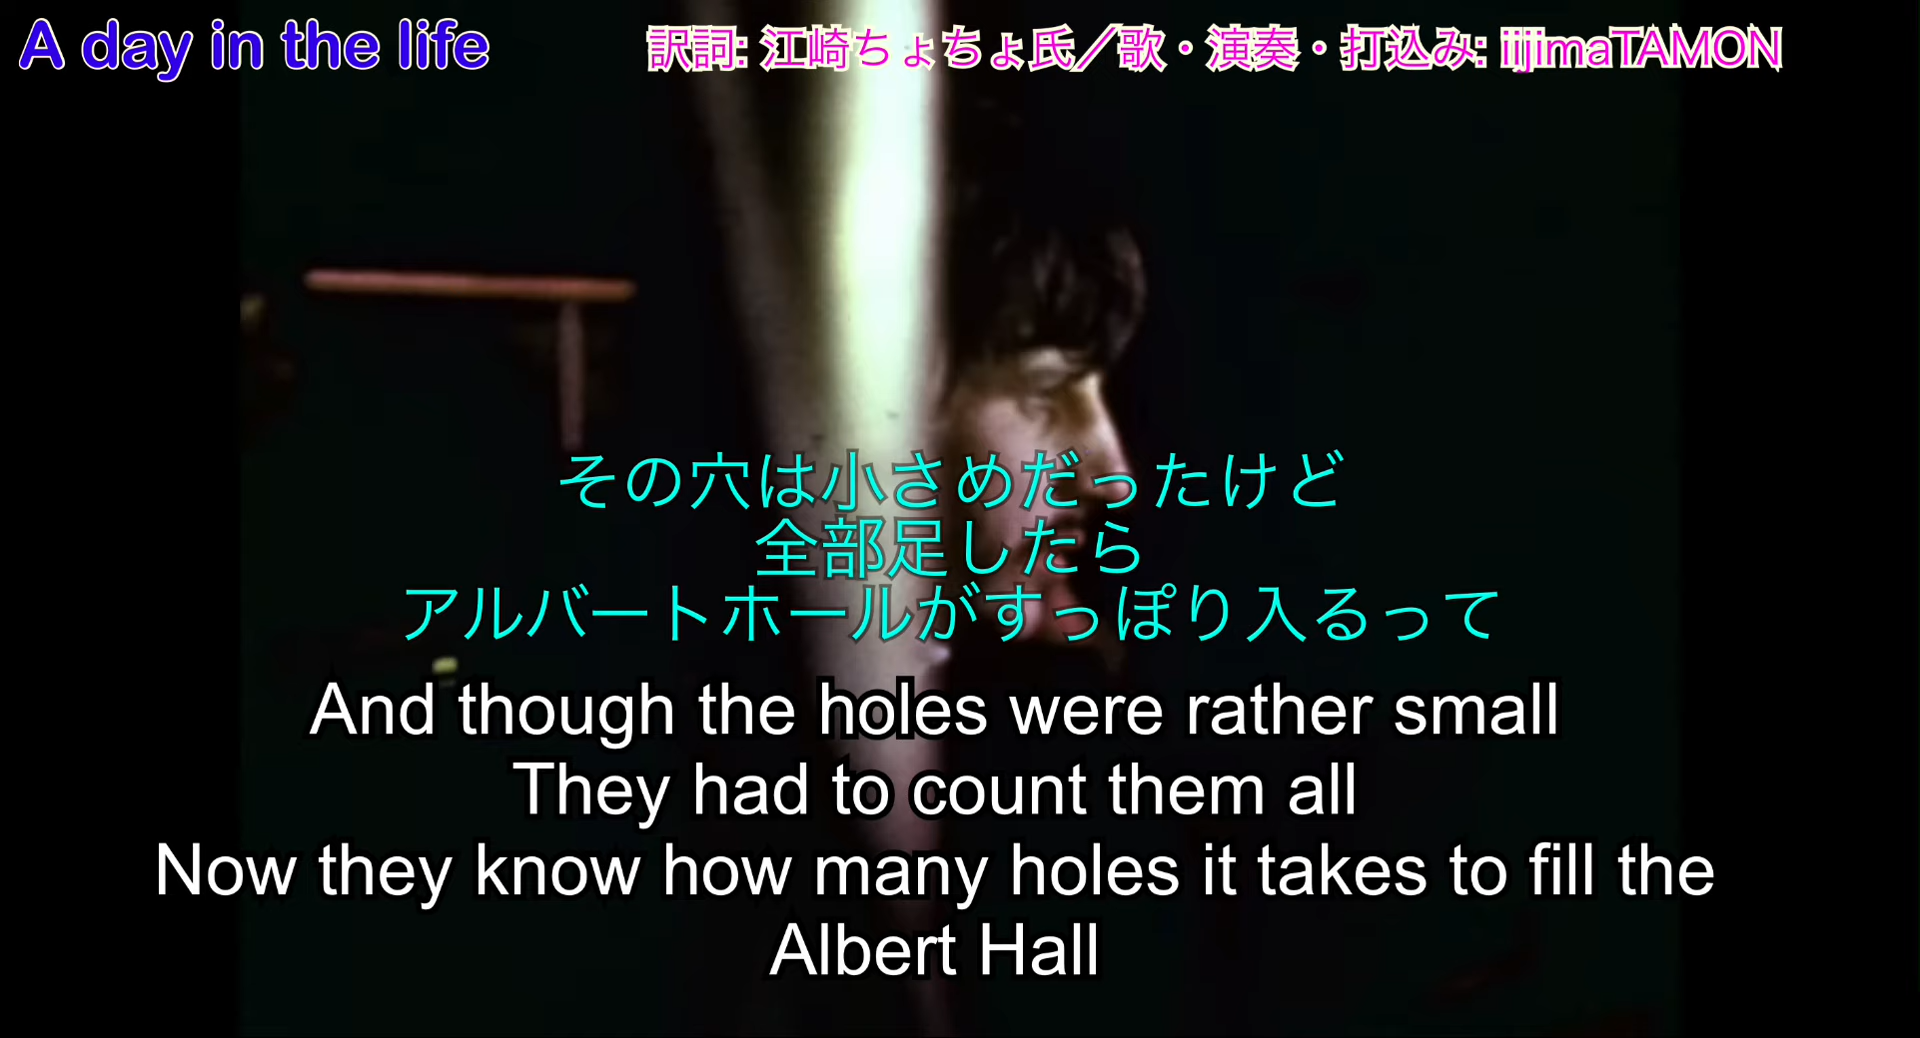 A day in the life
訳詞: 江崎ちょちょ氏／歌・演奏・打込み: iijimaTAMON
その穴は小さめだったけど
全部足したら
アルバートホールがすっぽり入るって
And though the holes were rather small
They had to count them all
Now they know how many holes it takes to fill the
Albert Hall